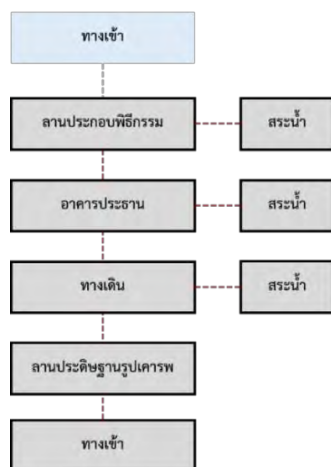 ทางเข้า
ลานประกอบพิธีกรรม
สระน้ำ
อาคารประธาน
สระน้ำ
ทางเดิน
สระน้ำ
ลานประดิษฐานรูปเคารพ
ทางเข้า